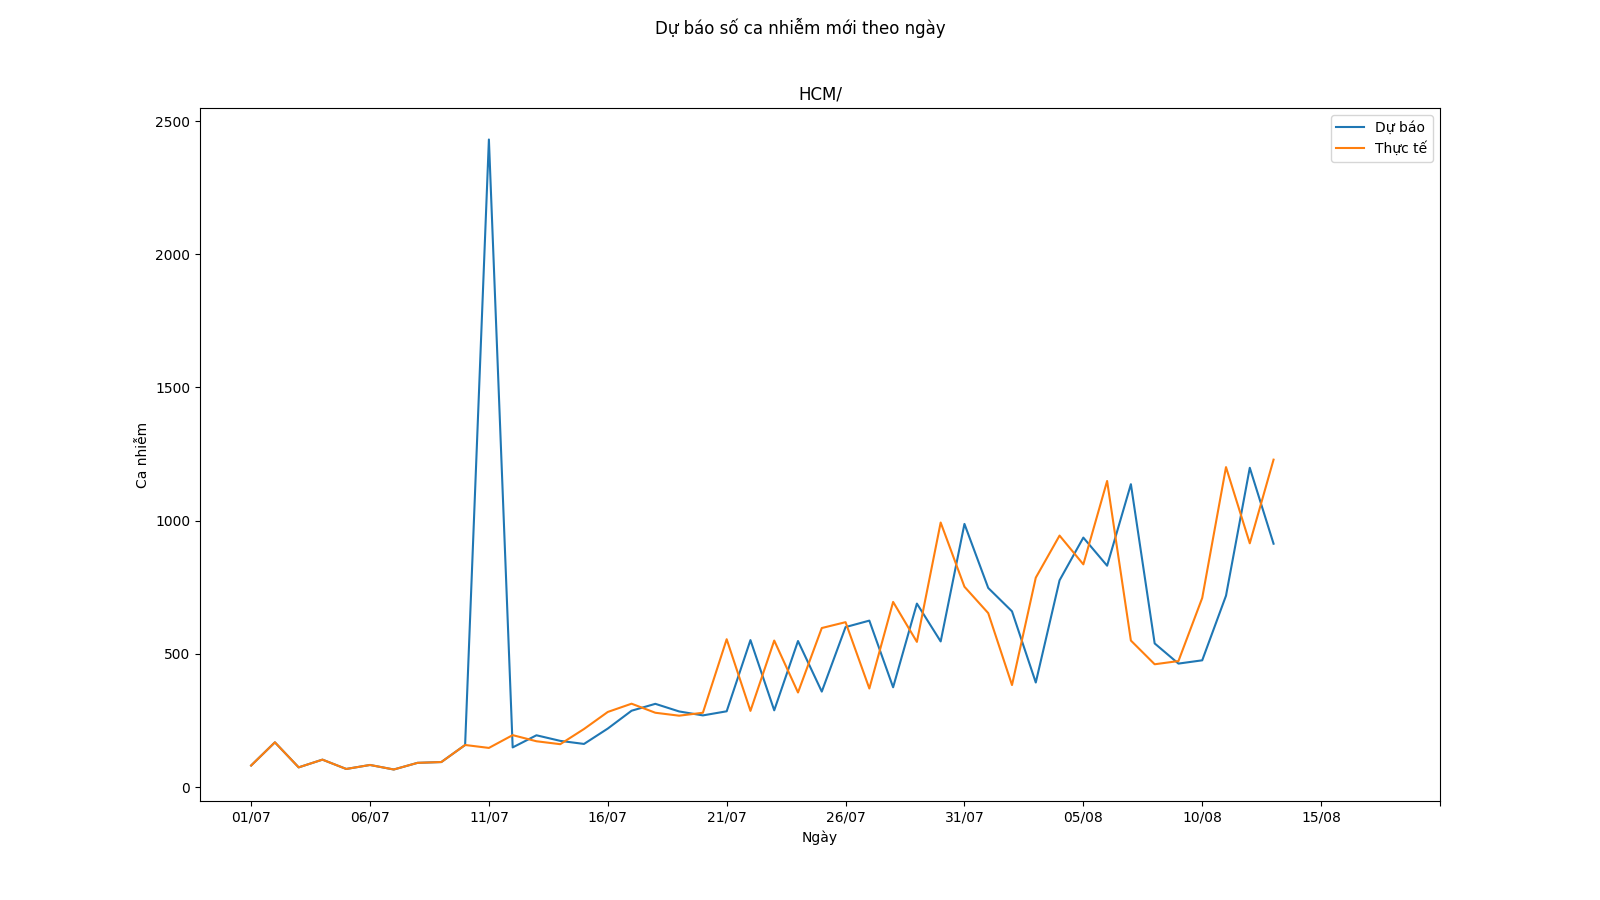 Dự báo số ca nhiễm mới theo ngày
HCM/
Dự báo
Thực tế
2500
2000
1500
1000
500
0
Ca nhiễm
01/07 06/07 11/07 16/07 21/07 26/07 31/07 05/08 10/08 15/08
Ngày